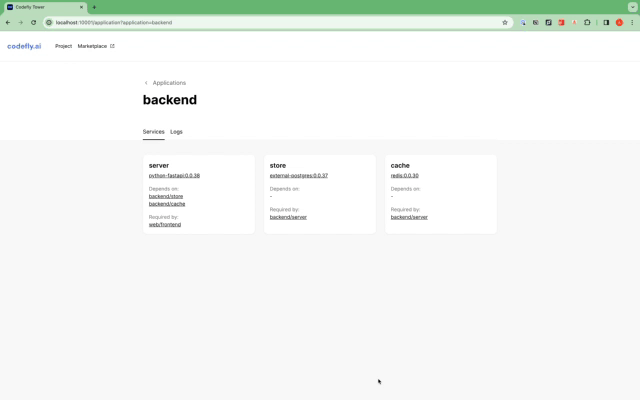 Codefly Tower
localhost:10001/application?application=backend
codefly.ai
Project
Marketplace
Applications
backend
Services
Logs
server
python-fastapi:0.0.38
Depends on:
backend/store
backend/cache
Required by:
web/frontend
store
external-postgres:0.0.37
Depends on:
-
Required by:
backend/server
cache
redis:0.0.30
Depends on:
-
Required by:
backend/server